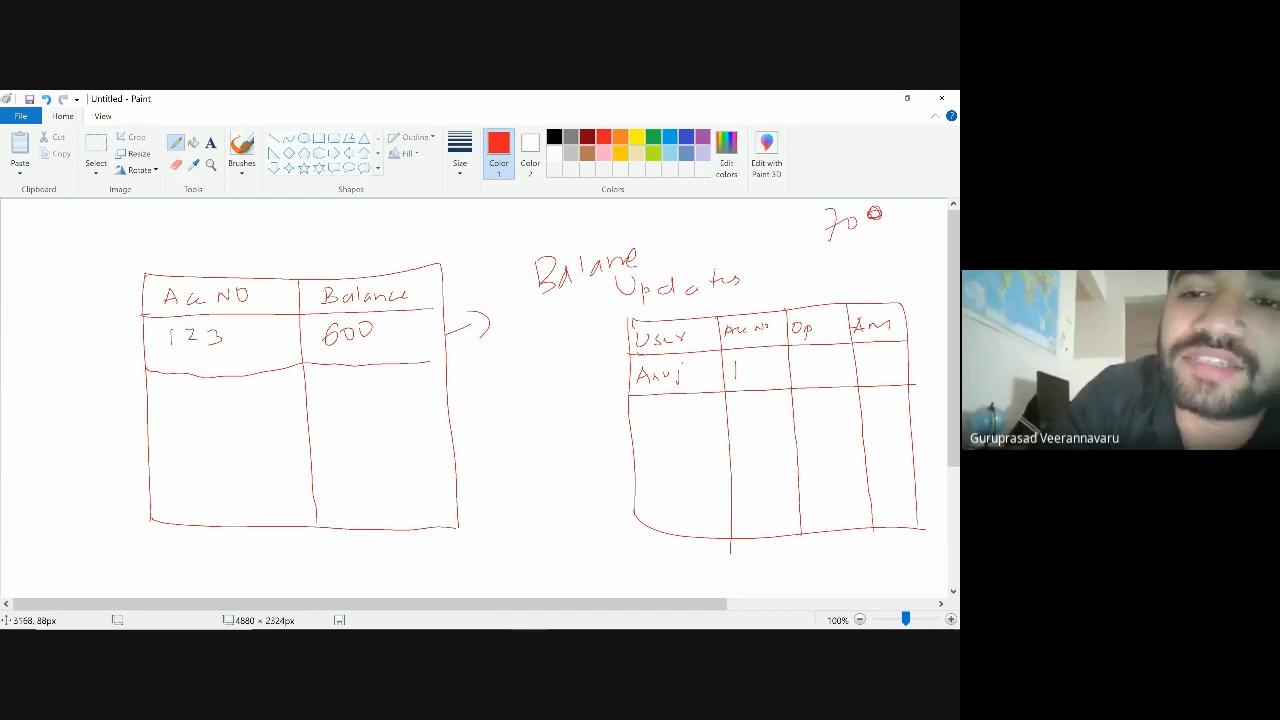 Untitled - Paint
File
Home
View
Paste
Cut
Copy
Clipboard
Select
Crop
Resize
Rotate
Image
Tools
Brushes
Shapes
Outline
Fill
Size
Color 1
Color 2
Edit colors
Edit with Paint 3D
Colors
700
Acc NO Balance
123 600
Balance
Updates
User Acc No Op Am
Anuj 1
Guruprasad Veerannavaru
3168, 88px
4880 × 2324px
100%